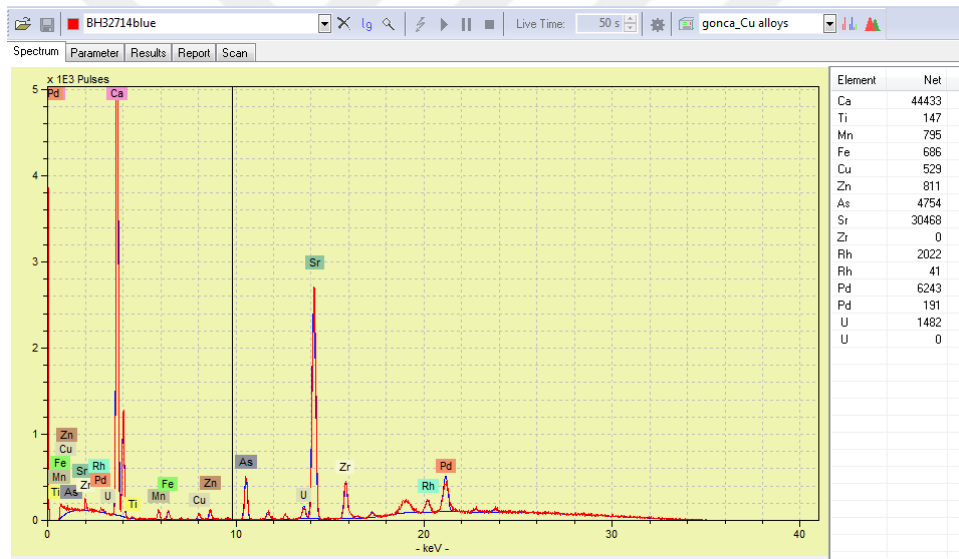 BH32714blue lg Live Time: 50 s gonca_Cu alloys
Spectrum Parameter Results Report Scan
x 1E3 Pulses
5
4
3
2
1
0
Pd Ca
Sr
Zn
Cu
Fe Sr Rh
Mn Zr Pd
Ti As U Ti Mn Fe Cu Zn As U Zr Rh Pd
0 10 20 30 40
- keV -
Element Net
Ca 44433
Ti 147
Mn 795
Fe 686
Cu 529
Zn 811
As 4754
Sr 30468
Zr 0
Rh 2022
Rh 41
Pd 6243
Pd 191
U 1482
U 0